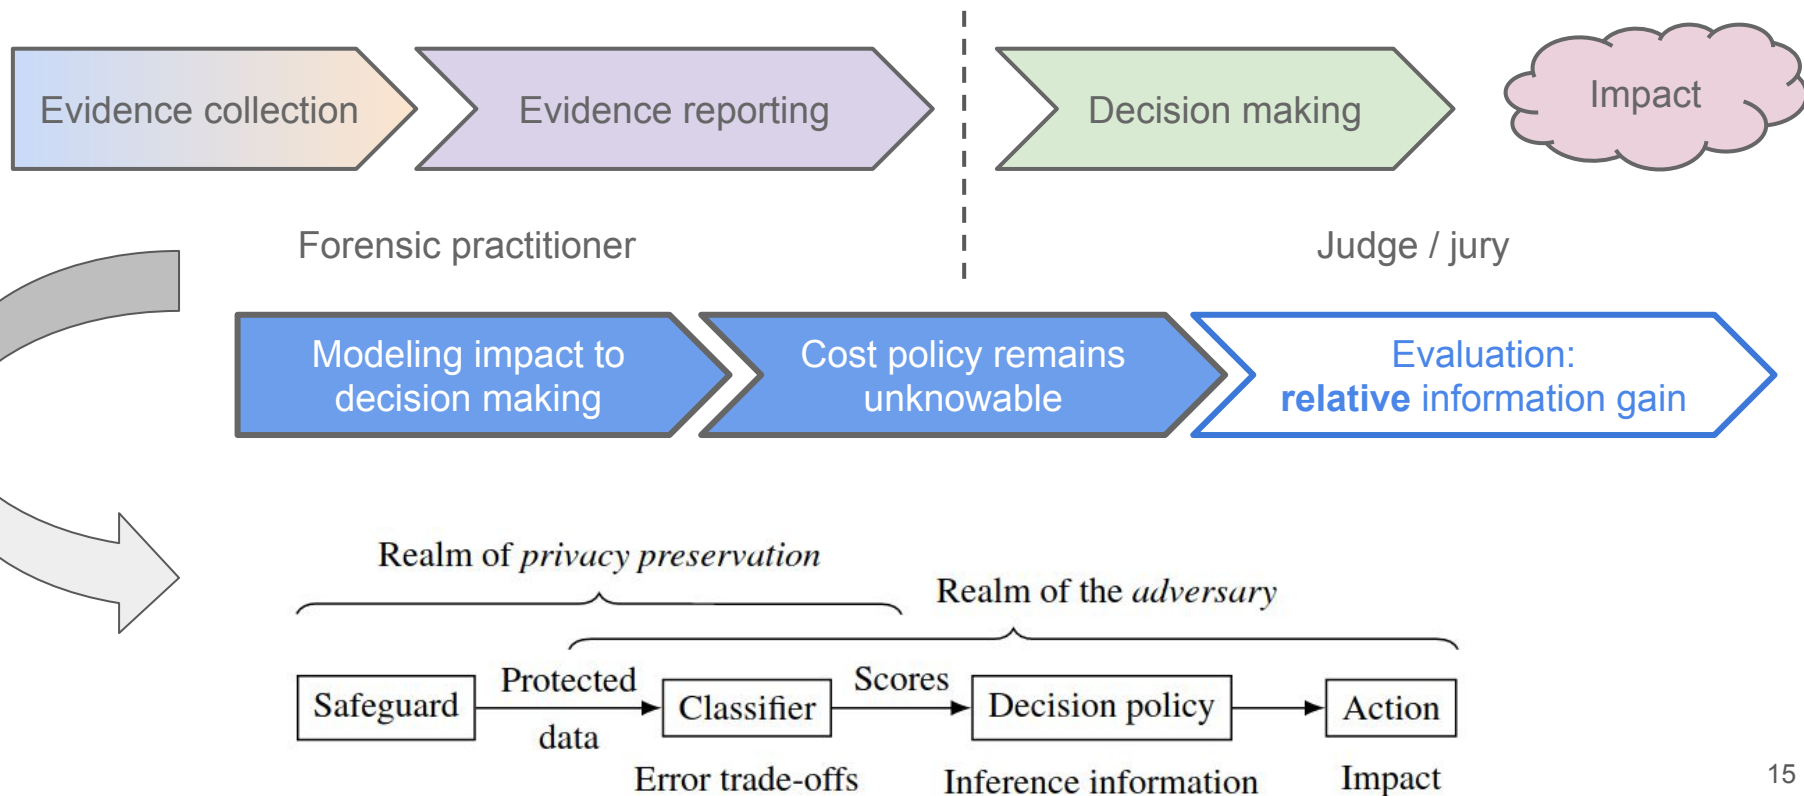 Evidence collection
Evidence reporting
Decision making
Impact
Forensic practitioner
Judge / jury
Modeling impact to
decision making
Cost policy remains
unknowable
Evaluation:
relative information gain
Realm of privacy preservation
Realm of the adversary
Safeguard
Protected
data
Classifier
Scores
Decision policy
Action
Error trade-offs
Inference information
Impact
15